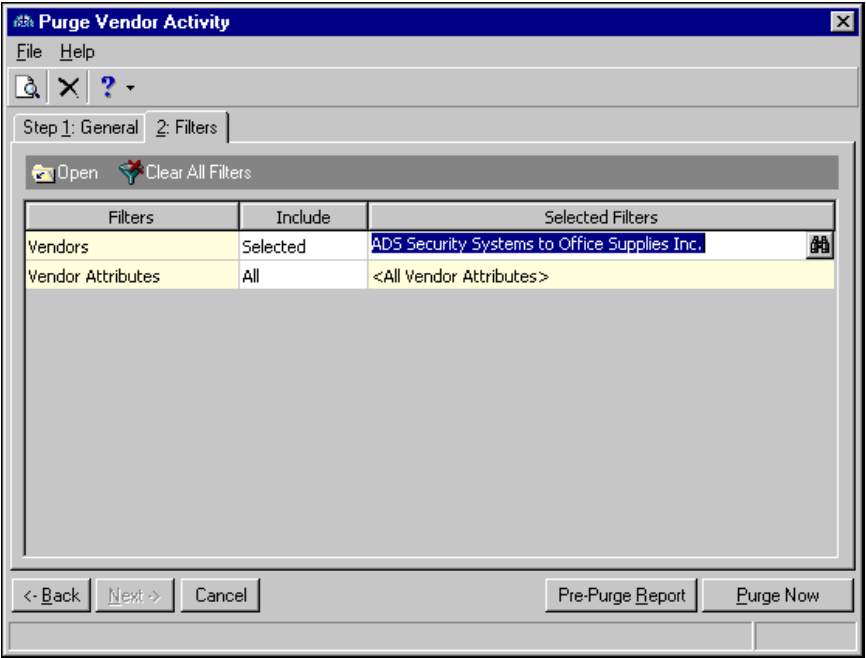 Purge Vendor Activity
File Help
?
Step 1: General 2: Filters
Open Clear All Filters
Filters Include Selected Filters
Vendors Selected ADS Security Systems to Office Supplies Inc.
Vendor Attributes All <All Vendor Attributes>
<- Back Next -> Cancel Pre-Purge Report Purge Now